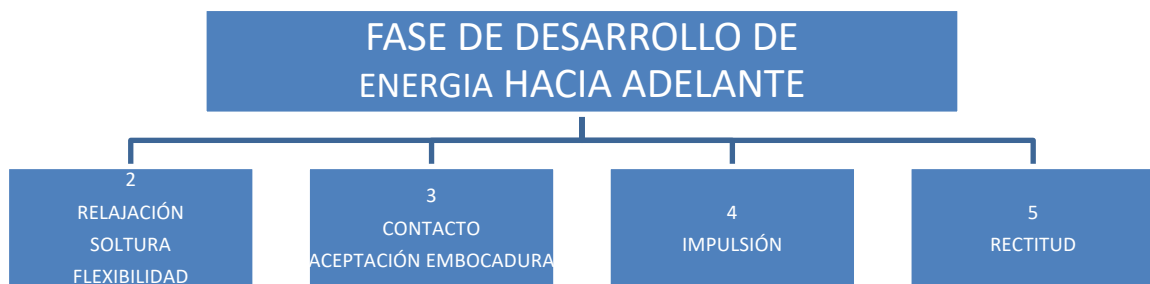 FASE DE DESARROLLO DE
ENERGIA HACIA ADELANTE
2
RELAJACIÓN
SOLTURA
FLEXIBILIDAD
3
CONTACTO
ACEPTACIÓN EMBOCADURA
4
IMPULSIÓN
5
RECTITUD